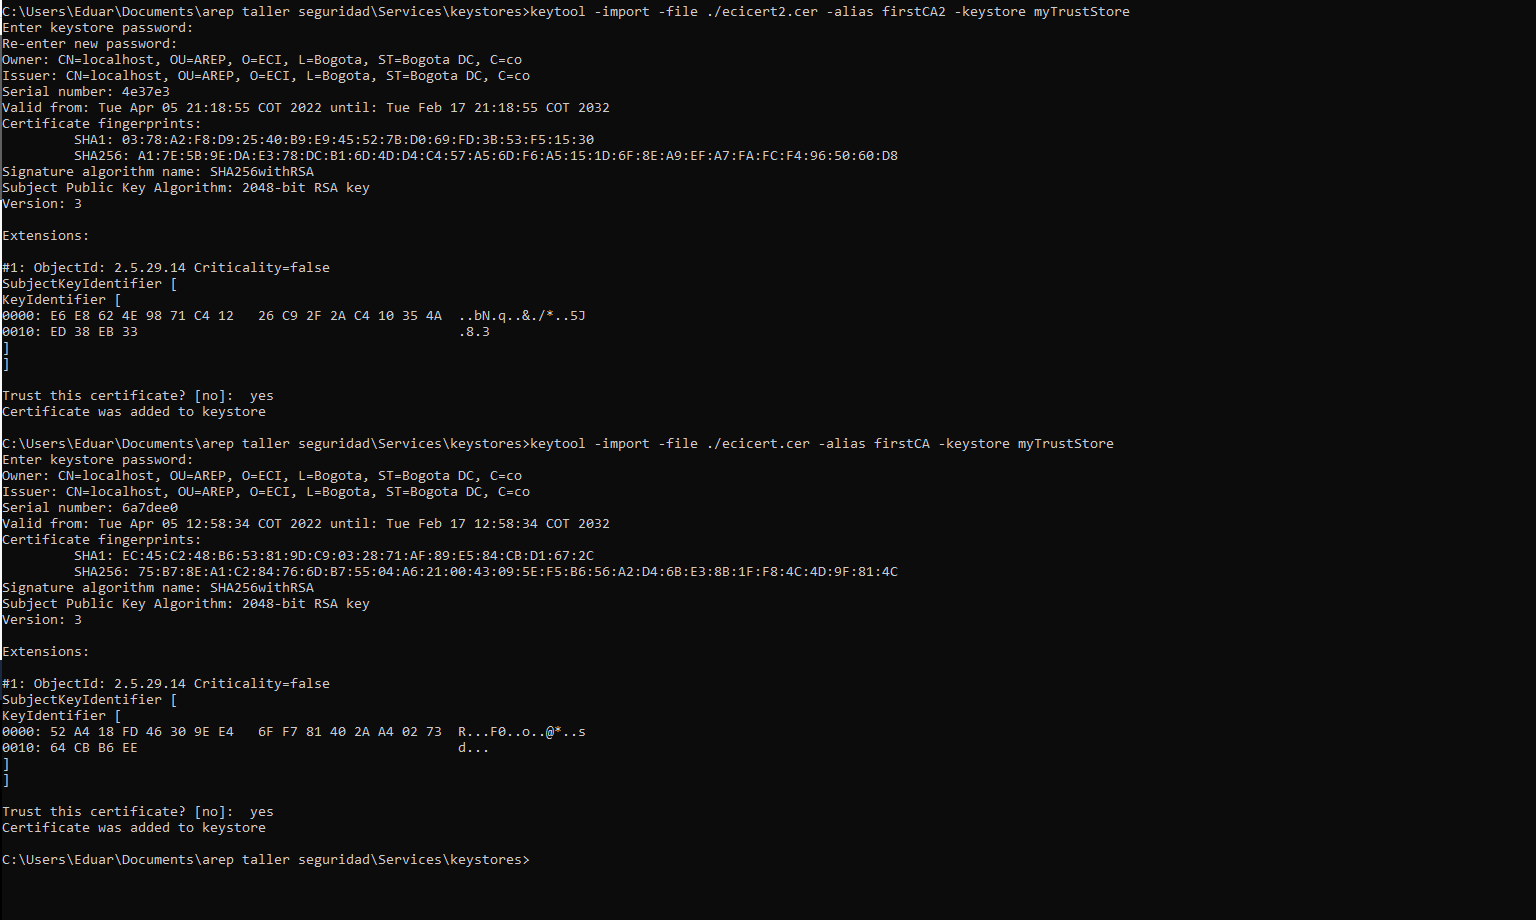 C:\Users\Eduar\Documents\arep taller seguridad\Services\keystores>keytool -import -file ./ecicert2.cer -alias firstCA2 -keystore myTrustStore
Enter keystore password:
Re-enter new password:
Owner: CN=localhost, OU=AREP, O=ECI, L=Bogota, ST=Bogota DC, C=co
Issuer: CN=localhost, OU=AREP, O=ECI, L=Bogota, ST=Bogota DC, C=co
Serial number: 4e37e3
Valid from: Tue Apr 05 21:18:55 COT 2022 until: Tue Feb 17 21:18:55 COT 2032
Certificate fingerprints:
         SHA1: 03:78:A2:F8:D9:25:40:B9:E9:45:52:7B:D0:69:FD:3B:53:F5:15:30
         SHA256: A1:7E:5B:9E:DA:E3:78:DC:B1:6D:4D:D4:C4:57:A5:6D:F6:A5:15:1D:6F:8E:A9:EF:A7:FA:FC:F4:96:50:60:D8
Signature algorithm name: SHA256withRSA
Subject Public Key Algorithm: 2048-bit RSA key
Version: 3
Extensions:
#1: ObjectId: 2.5.29.14 Criticality=false
SubjectKeyIdentifier [
KeyIdentifier [
0000: E6 E8 62 4E 98 71 C4 12   26 C9 2F 2A C4 10 35 4A  ..bN.q..&./*..5J
0010: ED 38 EB 33                                        .8.3
]
]
Trust this certificate? [no]:  yes
Certificate was added to keystore
C:\Users\Eduar\Documents\arep taller seguridad\Services\keystores>keytool -import -file ./ecicert.cer -alias firstCA -keystore myTrustStore
Enter keystore password:
Owner: CN=localhost, OU=AREP, O=ECI, L=Bogota, ST=Bogota DC, C=co
Issuer: CN=localhost, OU=AREP, O=ECI, L=Bogota, ST=Bogota DC, C=co
Serial number: 6a7dee0
Valid from: Tue Apr 05 12:58:34 COT 2022 until: Tue Feb 17 12:58:34 COT 2032
Certificate fingerprints:
         SHA1: EC:45:C2:48:B6:53:81:9D:C9:03:28:71:AF:89:E5:84:CB:D1:67:2C
         SHA256: 75:B7:8E:A1:C2:84:76:6D:B7:55:04:A6:21:00:43:09:5E:F5:B6:56:A2:D4:6B:E3:8B:1F:F8:4C:4D:9F:81:4C
Signature algorithm name: SHA256withRSA
Subject Public Key Algorithm: 2048-bit RSA key
Version: 3
Extensions:
#1: ObjectId: 2.5.29.14 Criticality=false
SubjectKeyIdentifier [
KeyIdentifier [
0000: 52 A4 18 FD 46 30 9E E4   6F F7 81 40 2A A4 02 73  R...F0..o..@*..s
0010: 64 CB B6 EE                                        d...
]
]
Trust this certificate? [no]:  yes
Certificate was added to keystore
C:\Users\Eduar\Documents\arep taller seguridad\Services\keystores>